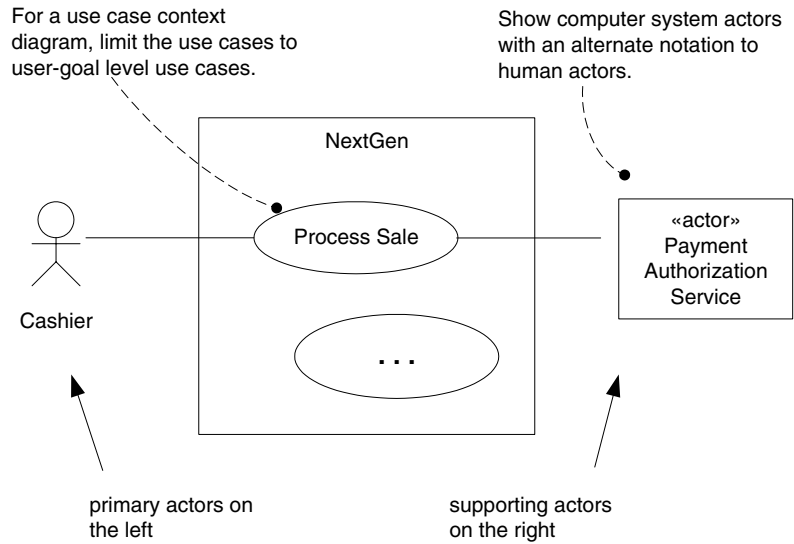 For a use case context
diagram, limit the use cases to
user-goal level use cases.
Show computer system actors
with an alternate notation to
human actors.
NextGen
Process Sale
. . .
Cashier
«actor»
Payment
Authorization
Service
primary actors on
the left
supporting actors
on the right